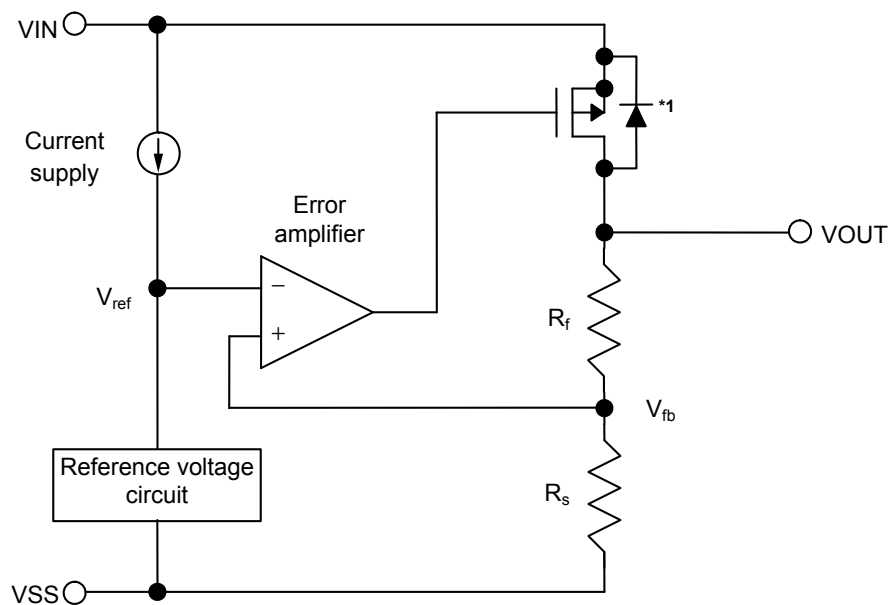 VIN
*1
Current
supply
Error
amplifier
VOUT
Vref
−
+
Rf
Vfb
Reference voltage
circuit
Rs
VSS